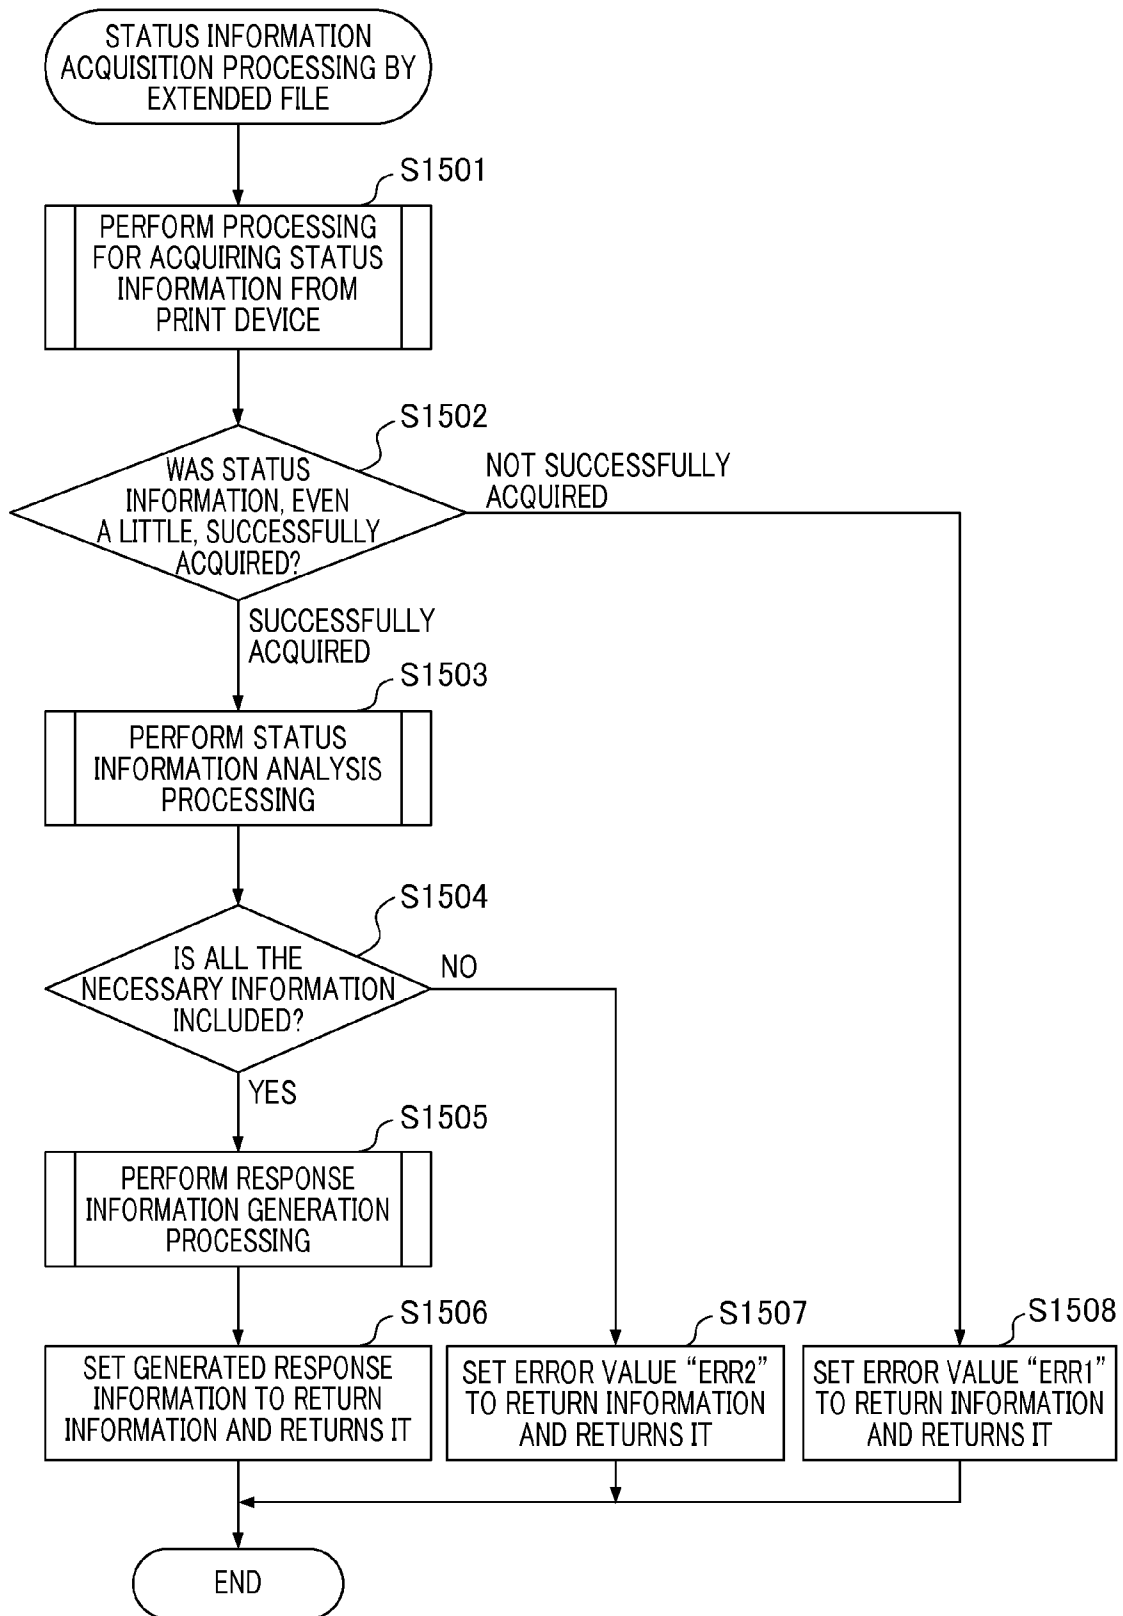 STATUS INFORMATION
ACQUISITION PROCESSING BY
EXTENDED FILE
S1501
PERFORM PROCESSING
FOR ACQUIRING STATUS
INFORMATION FROM
PRINT DEVICE
S1502
WAS STATUS
INFORMATION, EVEN
A LITTLE, SUCCESSFULLY
ACQUIRED?
NOT SUCCESSFULLY
ACQUIRED
SUCCESSFULLY
ACQUIRED
S1503
PERFORM STATUS
INFORMATION ANALYSIS
PROCESSING
S1504
IS ALL THE
NECESSARY INFORMATION
INCLUDED?
NO
YES
S1505
PERFORM RESPONSE
INFORMATION GENERATION
PROCESSING
S1506
SET GENERATED RESPONSE
INFORMATION TO RETURN
INFORMATION AND RETURNS IT
S1507
SET ERROR VALUE “ERR2”
TO RETURN INFORMATION
AND RETURNS IT
S1508
SET ERROR VALUE “ERR1”
TO RETURN INFORMATION
AND RETURNS IT
END